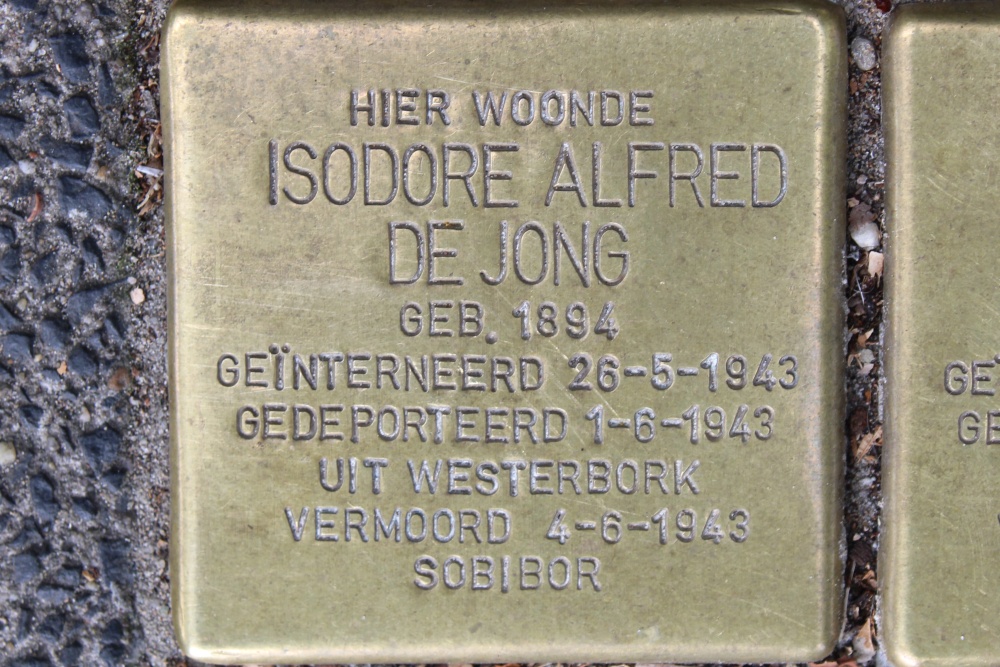 HIER WOONDE
ISODORE ALFRED
DE JONG
GEB. 1894
GEÏNTERNEERD 26-5-1943
GEDEPORTEERD 1-6-1943
UIT WESTERBORK
VERMOORD 4-6-1943
SOBIBOR